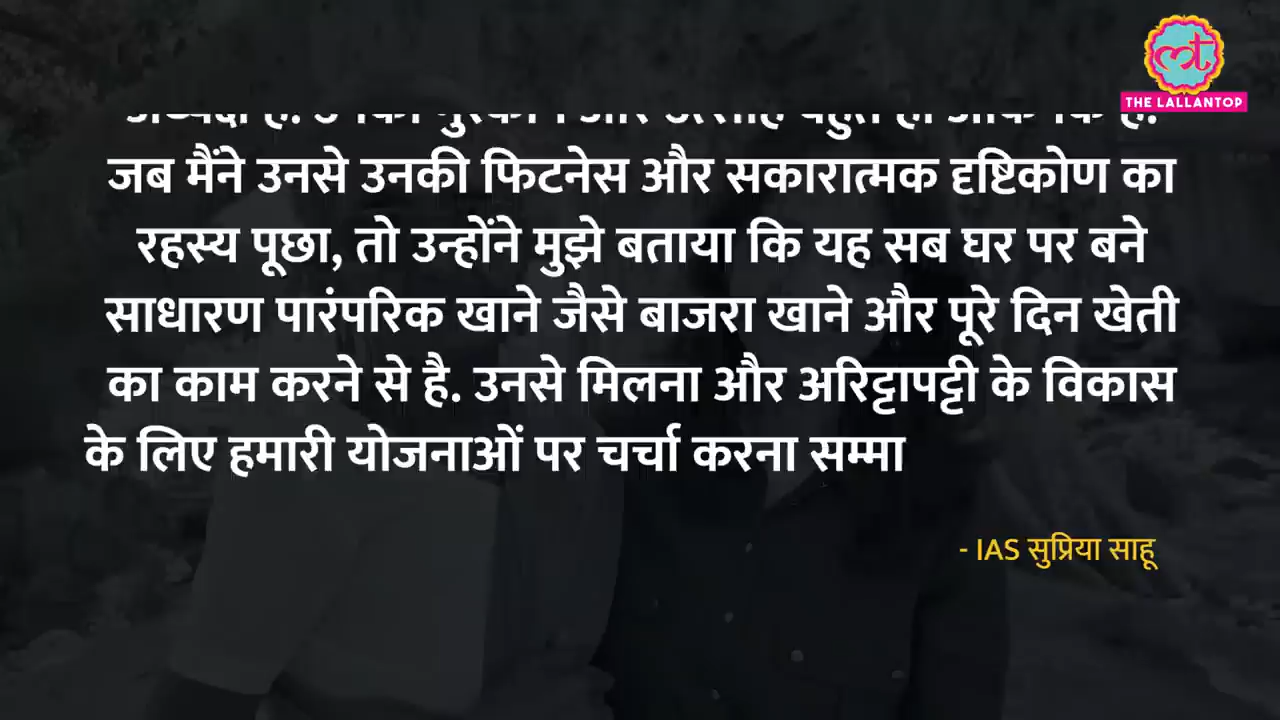 THE LALLANTOP
जब मैंने उनसे उनकी फिटनेस और सकारात्मक दृष्टिकोण का
रहस्य पूछा, तो उन्होंने मुझे बताया कि यह सब घर पर बने
साधारण पारंपरिक खाने जैसे बाजरा खाने और पूरे दिन खेती
का काम करने से है. उनसे मिलना और अरिट्टापट्टी के विकास
के लिए हमारी योजनाओं पर चर्चा करना सम्मा
- IAS सुप्रिया साहू